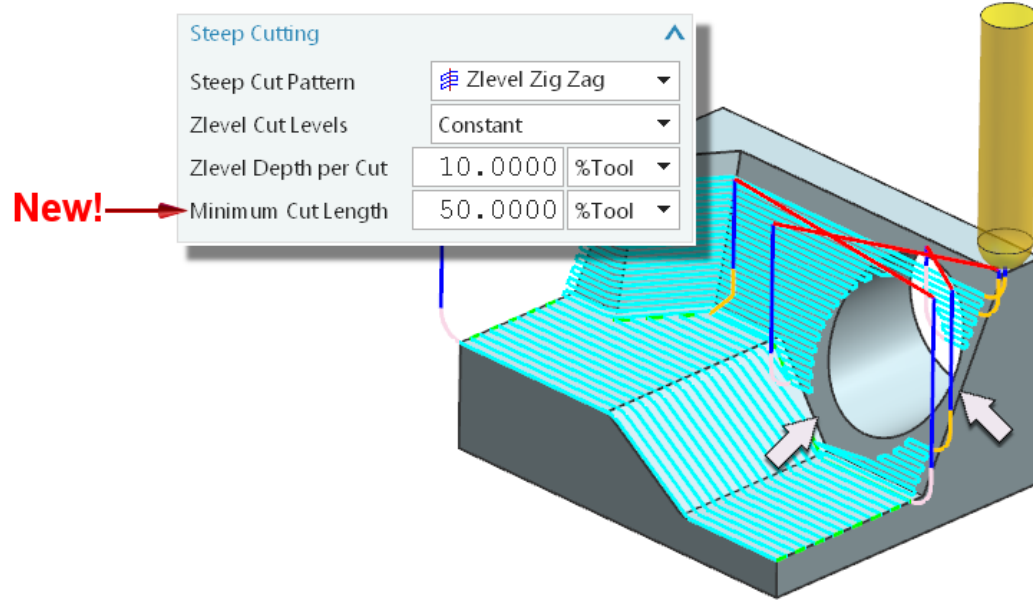 Steep Cutting
Steep Cut Pattern Zlevel Zig Zag
Zlevel Cut Levels Constant
Zlevel Depth per Cut 10.0000 %Tool
New! Minimum Cut Length 50.0000 %Tool